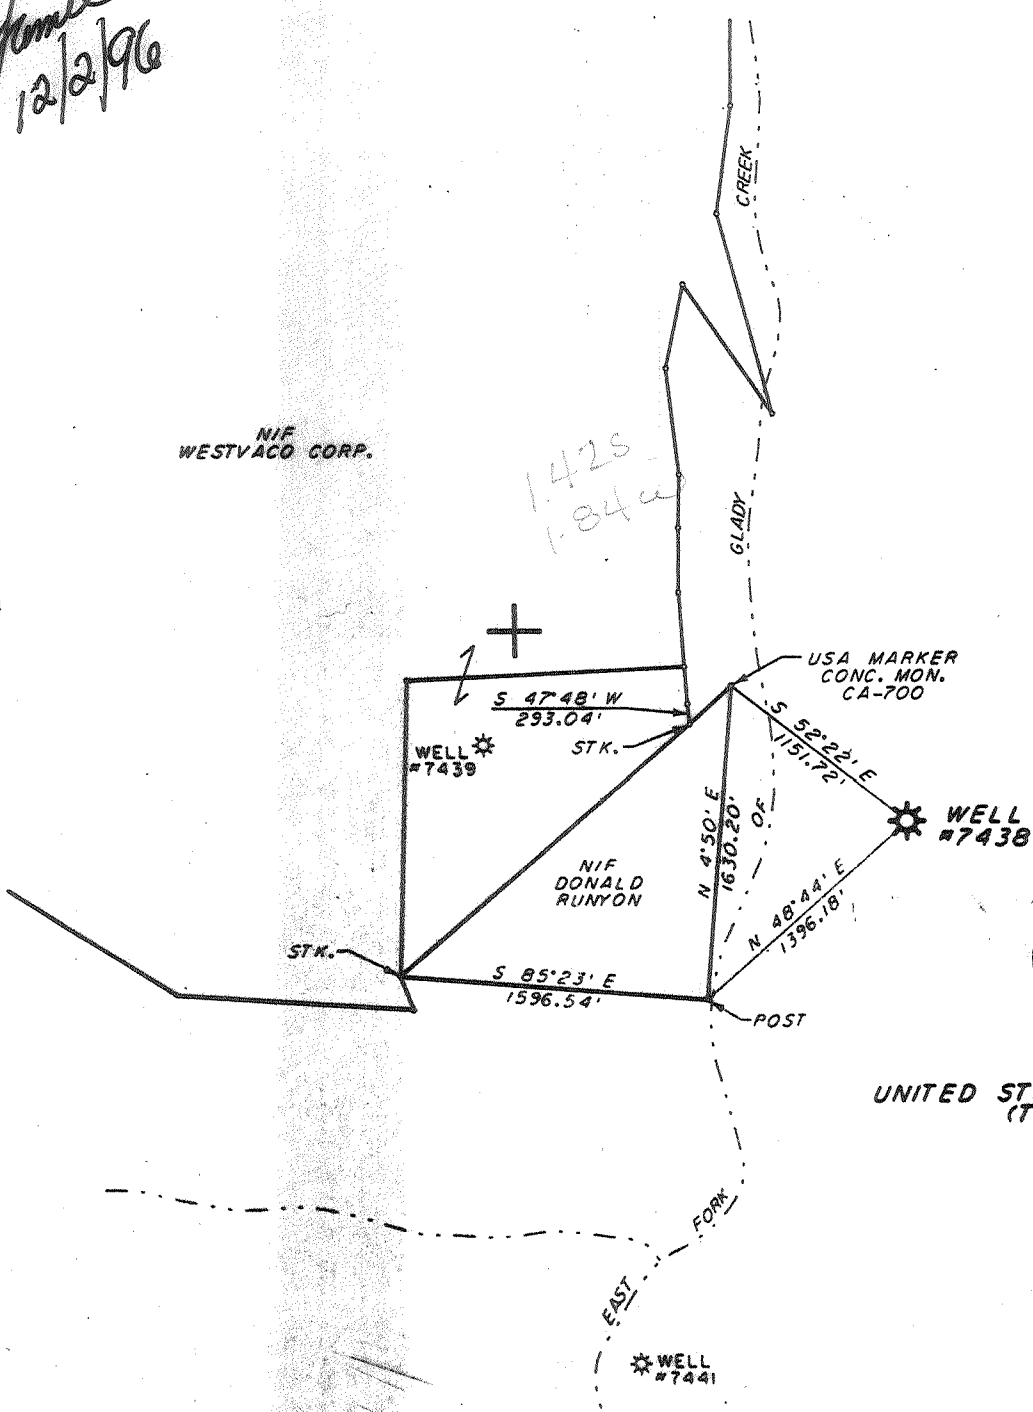 12/2/96
CREEK
N/F
WESTVACO CORP.
1.425
1.84
GLADY
USA MARKER
CONC. MON.
CA-700
S 47°48' W
293.04'
STK.
S 52°22' E
1151.72'
WELL
#7439
WELL
#7438
N 4°50' E
1630.20'
OF
N/F
DONALD
RUNYON
N 48°44' E
1396.18'
STK.
S 85°23' E
1596.54'
POST
UNITED ST
(T
FORK
EAST
WELL
#7441